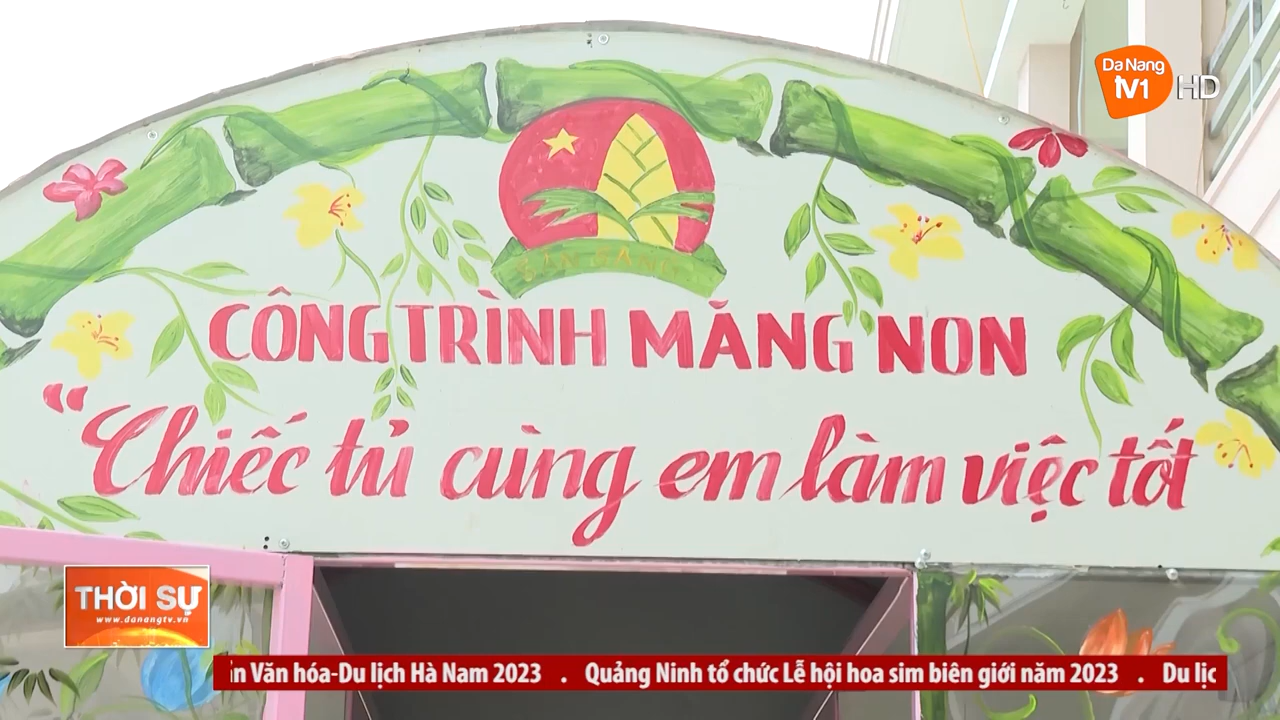 Da Nang
TV1
HD
SẴN SÀNG
CÔNG TRÌNH MĂNG NON
"Chiếc tủ cùng em làm việc tốt
THỜI SỰ
www.danangtv.vn
Văn hóa-Du lịch Hà Nam 2023 . Quảng Ninh tổ chức Lễ hội hoa sim biên giới năm 2023 . Du lịc